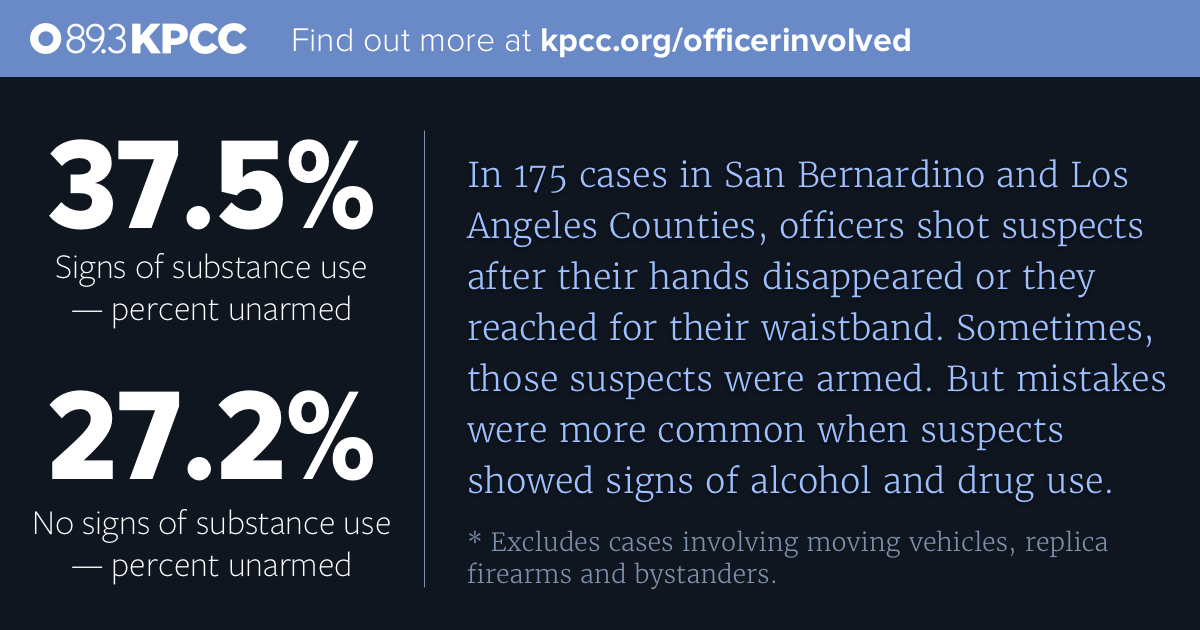 89.3 KPCC Find out more at kpcc.org/officerinvolved
37.5%
Signs of substance use
— percent unarmed
27.2%
No signs of substance use
— percent unarmed
In 175 cases in San Bernardino and Los
Angeles Counties, officers shot suspects
after their hands disappeared or they
reached for their waistband. Sometimes,
those suspects were armed. But mistakes
were more common when suspects
showed signs of alcohol and drug use.
* Excludes cases involving moving vehicles, replica
firearms and bystanders.